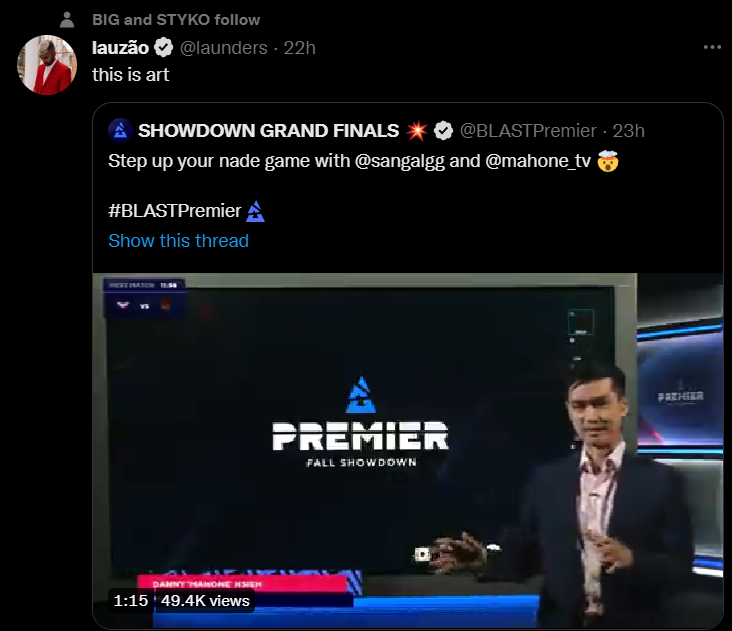 BIG and STYKO follow
lauzão @launders · 22h
this is art
SHOWDOWN GRAND FINALS 💥 @BLASTPremier · 23h
Step up your nade game with @sangalgg and @mahone_tv 🤯
#BLASTPremier
Show this thread
NEXT MATCH 11:56
VS
PREMIER
FALL SHOWDOWN
PREMIER
DANNY "MAHONE" HSIEH
1:15 49.4K views